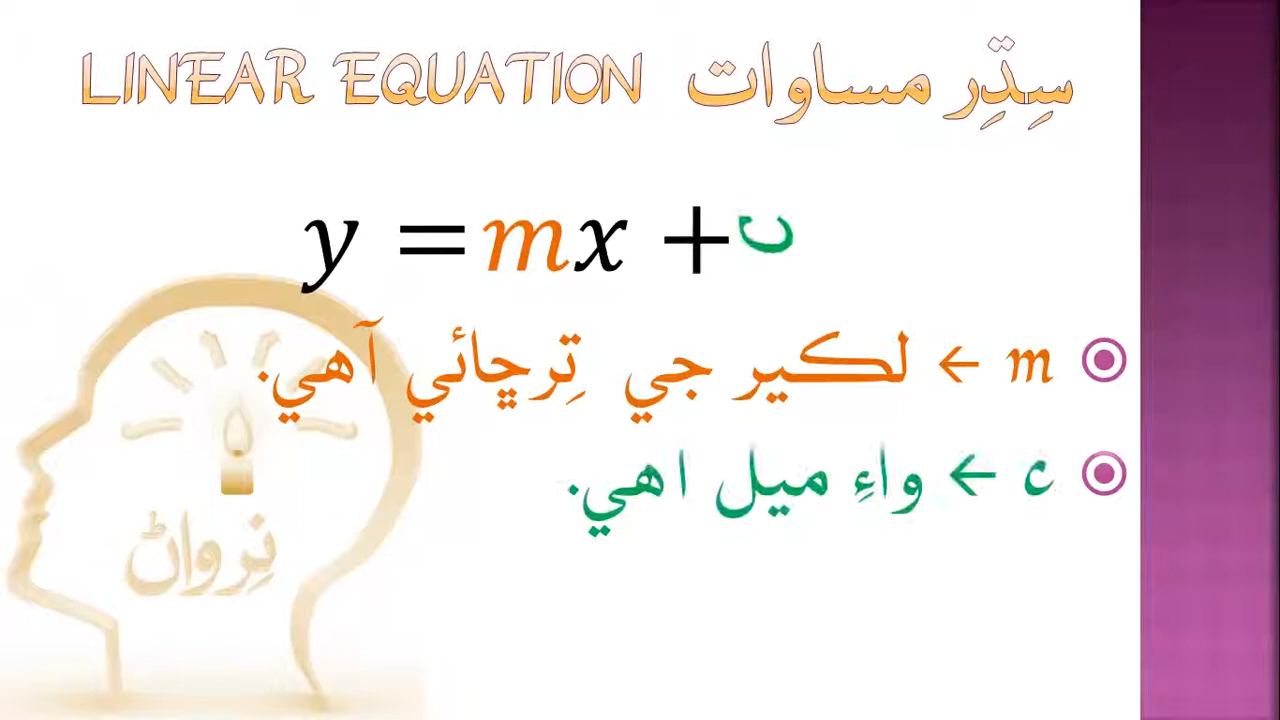 سِڌِر مساوات LINEAR EQUATION
y = mx + c
m ← لڪير جي تِرڇائي آهي.
c ← واءِ ميل اهي.
نِرواڻ